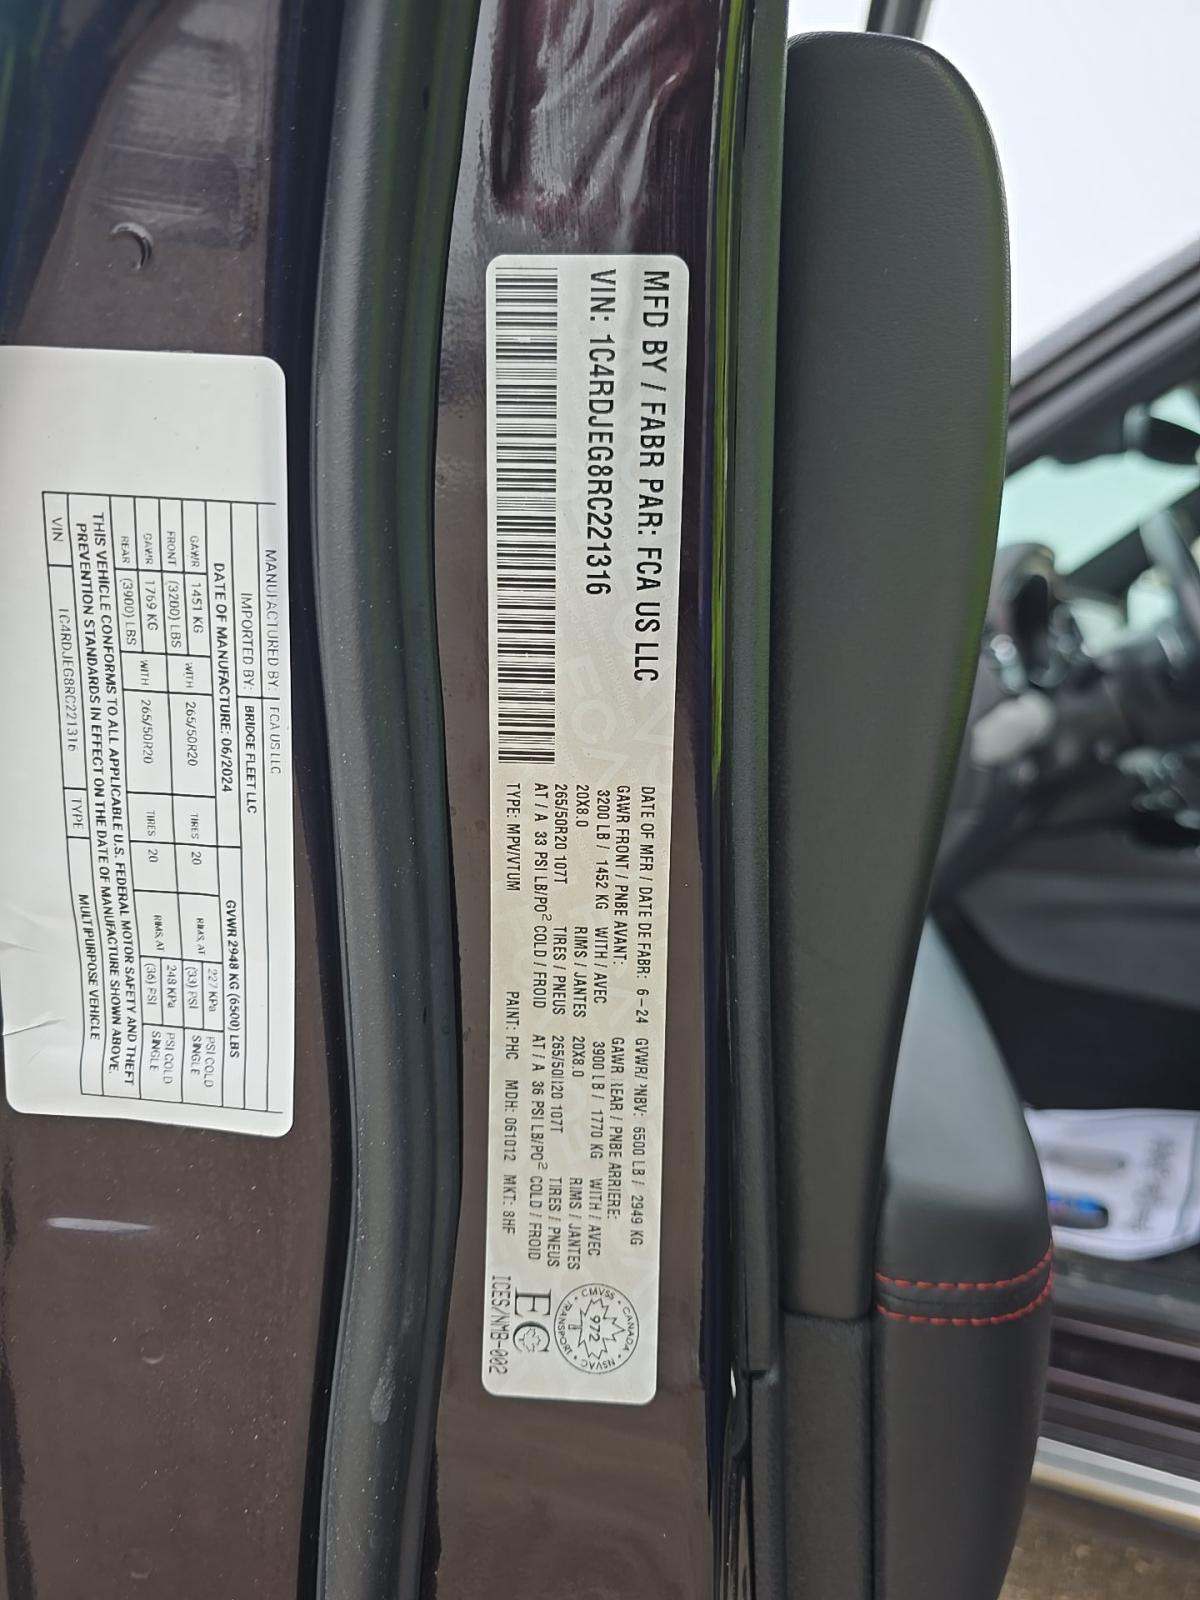 MFD BY / FABR PAR: FCA US LLC
VIN: 1C4RDJEG8RC221316
DATE OF MFR / DATE DE FABR: 6-24 GVWR/ NBV: 6500 LB / 2949 KG
GAWR FRONT / PNBE AVANT: GAWR EAR / PNBE ARRIERE:
3200 LB / 1452 KG WITH / AVEC 3900 LB / 1770 KG WITH / AVEC
20X8.0 RIMS / JANTES 20X8.0 RIMS / JANTES
265/50R20 107T TIRES / PNEUS 265/50 20 107T TIRES / PNEUS
AT / A 33 PSI LB/PO² COLD / FROID AT / A 36 PSI LB/PO² COLD / FROID
TYPE: MPV/VTUM PAINT: PHC MDH: 061012 MKT: 8HF
CANADA
CMVSS NSVAC
972
TRANSPORT
EC
ICES/NMB-002
MANUFACTURED BY: FCA US LLC
IMPORTED BY: BRIDGE FLEET LLC
DATE OF MANUFACTURE: 06/2024 GVWR 2948 KG (6500) LBS
GAWR 1451 KG WITH 265/50R20 TIRES 20 RIMS, AT 227 KPa PSI COLD
FRONT (3200) LBS (33) PSI SINGLE
GAWR 1769 KG WITH 265/50R20 TIRES 20 RIMS, AT 248 KPa PSI COLD
REAR (3900) LBS (36) PSI SINGLE
THIS VEHICLE CONFORMS TO ALL APPLICABLE U.S. FEDERAL MOTOR SAFETY AND THEFT
PREVENTION STANDARDS IN EFFECT ON THE DATE OF MANUFACTURE SHOWN ABOVE.
VIN 1C4RDJEG8RC221316 TYPE MULTIPURPOSE VEHICLE